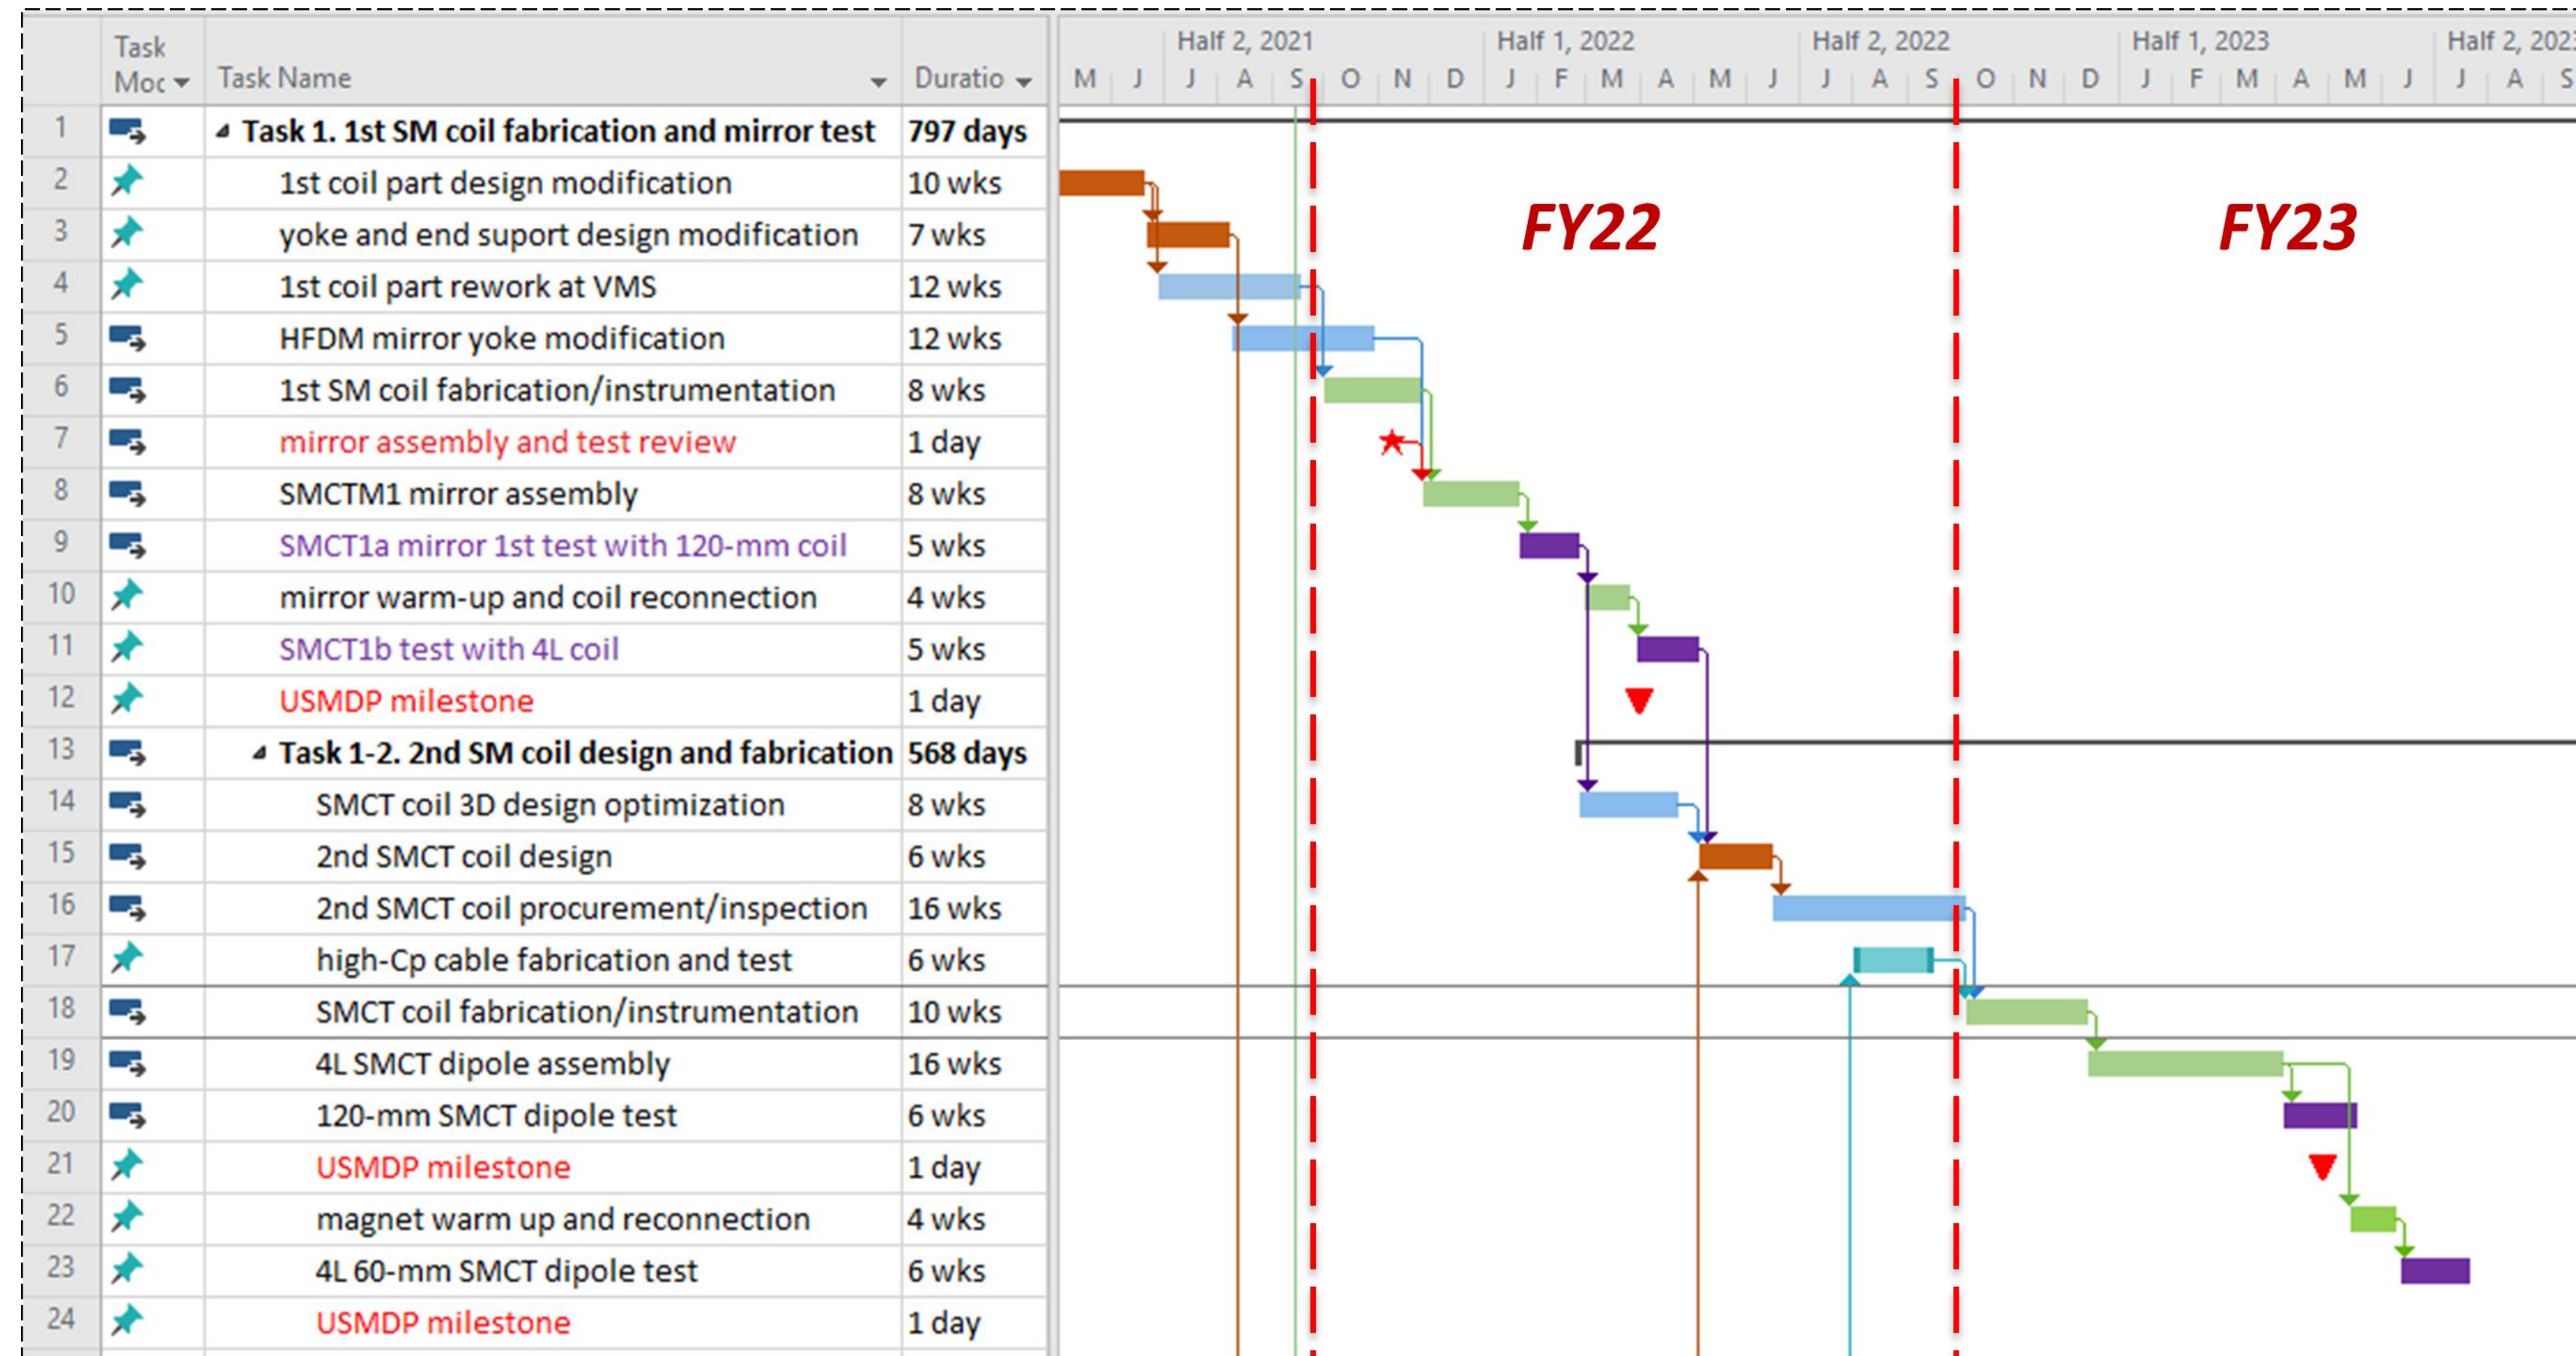 Task Moc Task Name Duratio
Half 2, 2021 Half 1, 2022 Half 2, 2022 Half 1, 2023 Half 2, 202
M J J A S O N D J F M A M J J A S O N D J F M A M J J A S
1 Task 1. 1st SM coil fabrication and mirror test 797 days
2 1st coil part design modification 10 wks
FY22 FY23
3 yoke and end suport design modification 7 wks
4 1st coil part rework at VMS 12 wks
5 HFDM mirror yoke modification 12 wks
6 1st SM coil fabrication/instrumentation 8 wks
7 mirror assembly and test review 1 day
8 SMCTM1 mirror assembly 8 wks
9 SMCT1a mirror 1st test with 120-mm coil 5 wks
10 mirror warm-up and coil reconnection 4 wks
11 SMCT1b test with 4L coil 5 wks
12 USMDP milestone 1 day
13 Task 1-2. 2nd SM coil design and fabrication 568 days
14 SMCT coil 3D design optimization 8 wks
15 2nd SMCT coil design 6 wks
16 2nd SMCT coil procurement/inspection 16 wks
17 high-Cp cable fabrication and test 6 wks
18 SMCT coil fabrication/instrumentation 10 wks
19 4L SMCT dipole assembly 16 wks
20 120-mm SMCT dipole test 6 wks
21 USMDP milestone 1 day
22 magnet warm up and reconnection 4 wks
23 4L 60-mm SMCT dipole test 6 wks
24 USMDP milestone 1 day